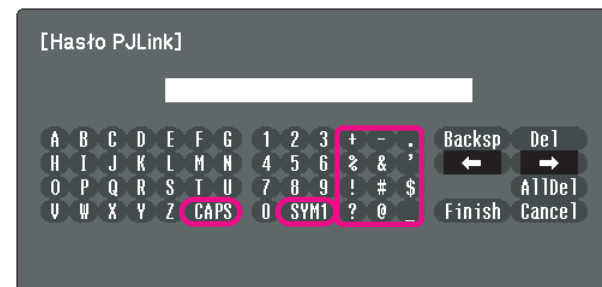 [Hasło PJLink]
A B C D E F G 1 2 3 + - . Backsp Del
H I J K L M N 4 5 6 % & ' ← →
O P Q R S T U 7 8 9 ! # $ AllDel
V W X Y Z CAPS 0 SYM1 ? @ _ Finish Cancel